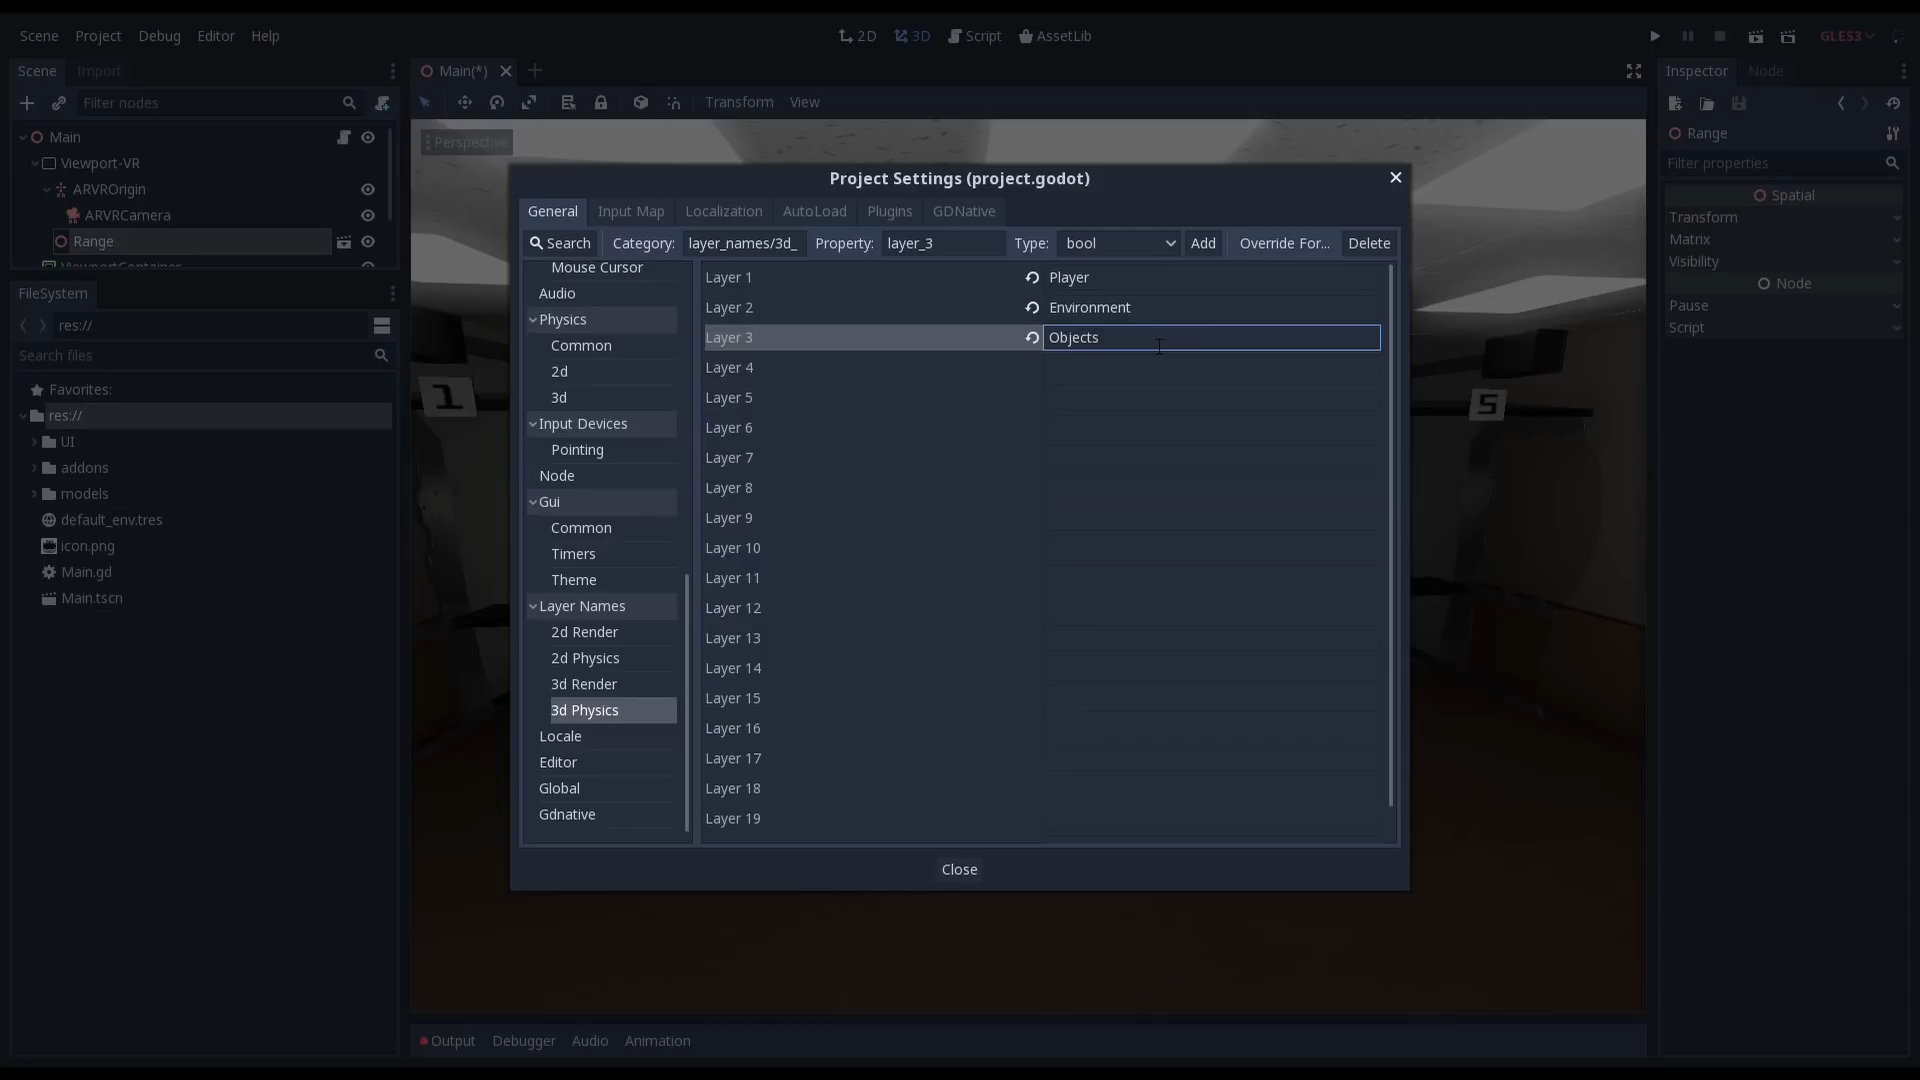 Scene Project Debug Editor Help
2D 3D Script AssetLib
GLES3
Scene Import
Main(*)
Inspector Node
Filter nodes
Transform View
Main
Perspective
Range
Viewport-VR
Filter properties
ARVROrigin
Spatial
ARVRCamera
Transform
Range
Matrix
ViewportContainer
Visibility
Node
FileSystem
Pause
res://
Script
Search files
Favorites:
res://
UI
addons
models
default_env.tres
icon.png
Main.gd
Main.tscn
1
5
Project Settings (project.godot)
General Input Map Localization AutoLoad Plugins GDNative
Search Category: layer_names/3d_ Property: layer_3 Type: bool Add Override For... Delete
Mouse Cursor
Audio
Physics
Common
2d
3d
Input Devices
Pointing
Node
Gui
Common
Timers
Theme
Layer Names
2d Render
2d Physics
3d Render
3d Physics
Locale
Editor
Global
Gdnative
Layer 1 Player
Layer 2 Environment
Layer 3 Objects
Layer 4
Layer 5
Layer 6
Layer 7
Layer 8
Layer 9
Layer 10
Layer 11
Layer 12
Layer 13
Layer 14
Layer 15
Layer 16
Layer 17
Layer 18
Layer 19
Close
Output Debugger Audio Animation